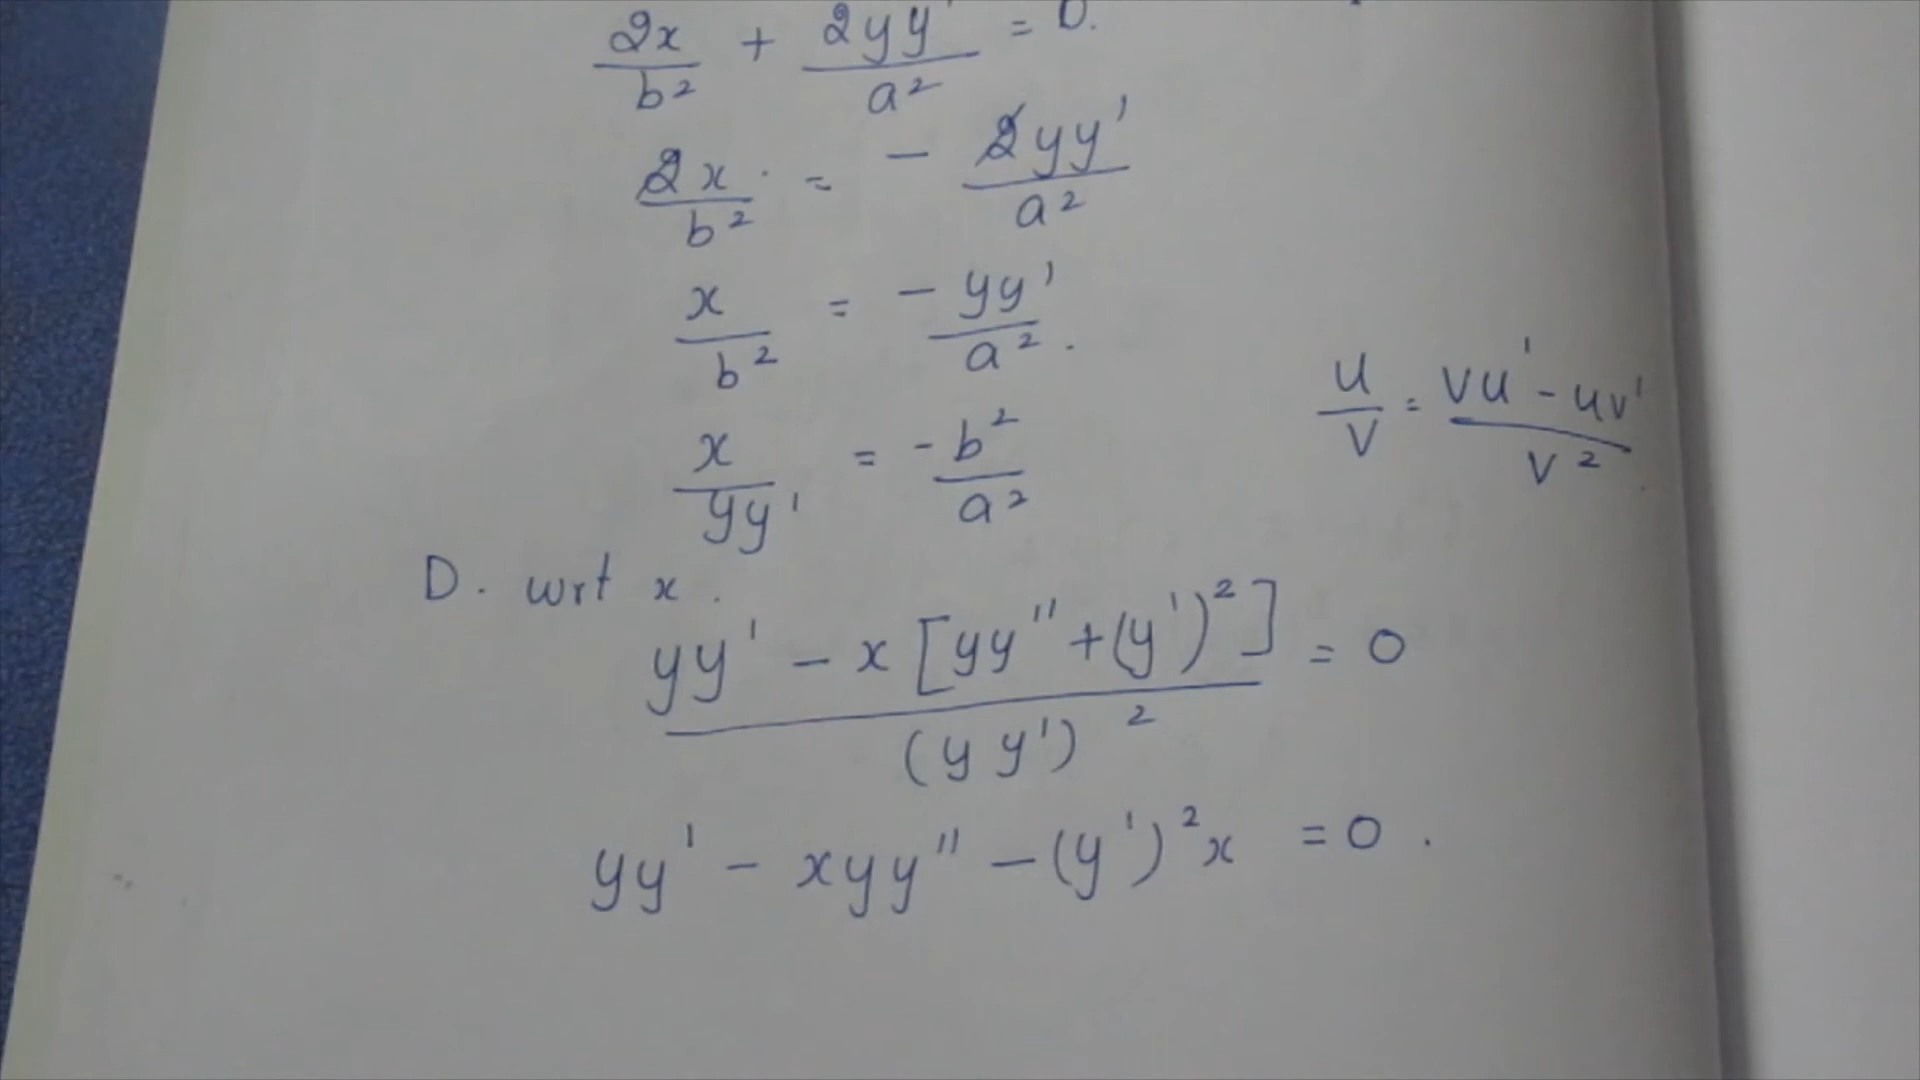 2x/b² + 2yy'/a² = 0.
2x/b² = - 2yy'/a²
x/b² = - yy'/a².
x/yy' = -b²/a²
u/v = vu' - uv'/v²
D. wrt x.
yy' - x[yy" + (y')²]/(yy')² = 0
yy' - xyy" - (y')²x = 0.